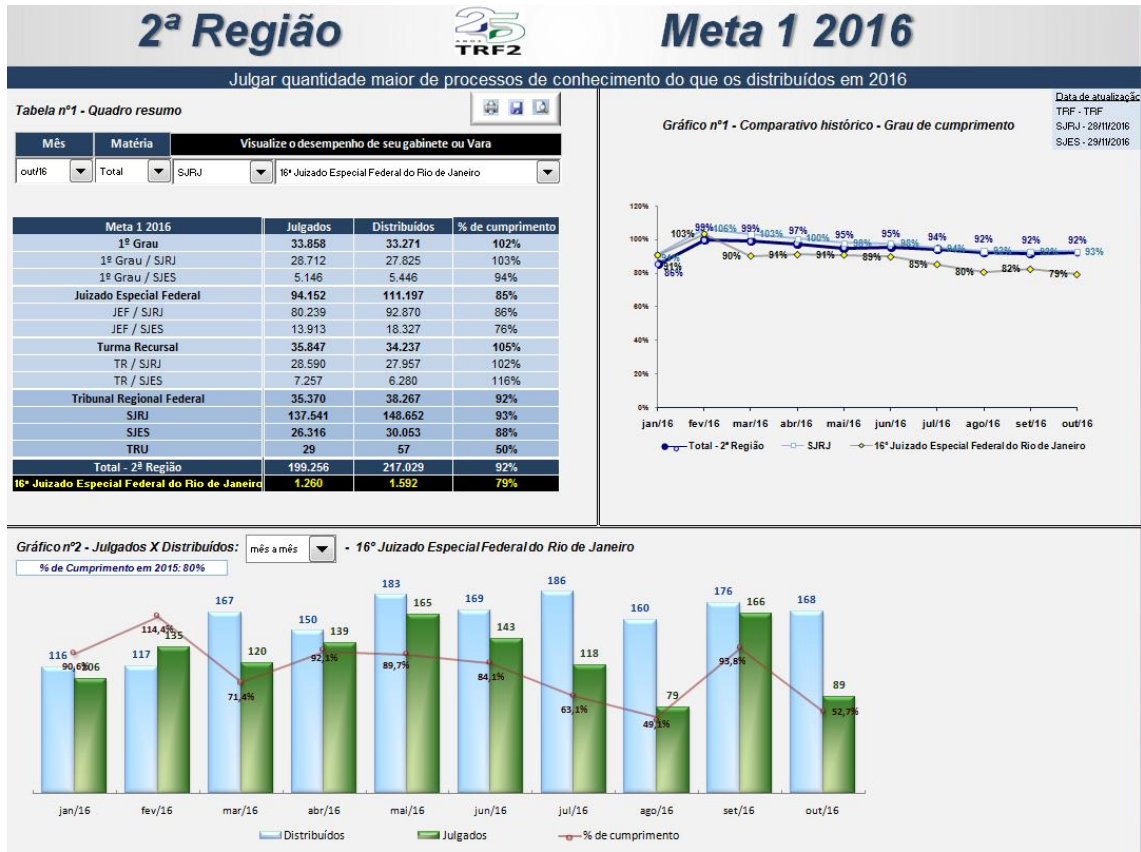 2ª Região
25
ANOS
TRF2
Meta 1 2016
Julgar quantidade maior de processos de conhecimento do que os distribuídos em 2016
Tabela nº1 - Quadro resumo
Mês Matéria Visualize o desempenho de seu gabinete ou Vara
out/16 Total SJRJ 16º Juizado Especial Federal do Rio de Janeiro
Meta 1 2016 Julgados Distribuídos % de cumprimento
1º Grau 33.858 33.271 102%
1º Grau / SJRJ 28.712 27.825 103%
1º Grau / SJES 5.146 5.446 94%
Juizado Especial Federal 94.152 111.197 85%
JEF / SJRJ 80.239 92.870 86%
JEF / SJES 13.913 18.327 76%
Turma Recursal 35.847 34.237 105%
TR / SJRJ 28.590 27.957 102%
TR / SJES 7.257 6.280 116%
Tribunal Regional Federal 35.370 38.267 92%
SJRJ 137.541 148.652 93%
SJES 26.316 30.053 88%
TRU 29 57 50%
Total - 2ª Região 199.256 217.029 92%
16º Juizado Especial Federal do Rio de Janeiro 1.260 1.592 79%
Gráfico nº1 - Comparativo histórico - Grau de cumprimento
Data de atualização
TRF - TRF
SJRJ - 28/11/2016
SJES - 29/11/2016
120%
100%
80%
60%
40%
20%
0%
99% 99% 97% 95% 95% 94% 92% 92% 92%
103% 106% 103% 100% 98% 98% 94% 93% 93%
91% 90% 91% 91% 89% 85% 80% 82% 79%
86%
jan/16 fev/16 mar/16 abr/16 mai/16 jun/16 jul/16 ago/16 set/16 out/16
Total - 2ª Região SJRJ 16º Juizado Especial Federal do Rio de Janeiro
Gráfico nº2 - Julgados X Distribuídos: mês a mês - 16º Juizado Especial Federal do Rio de Janeiro
% de Cumprimento em 2015: 80%
116 117 167 150 183 169 186 160 176 168
106 135 120 139 165 143 118 79 166 89
90,6% 114,4% 71,4% 92,1% 89,7% 84,1% 63,1% 49,1% 93,8% 52,7%
jan/16 fev/16 mar/16 abr/16 mai/16 jun/16 jul/16 ago/16 set/16 out/16
Distribuídos Julgados % de cumprimento